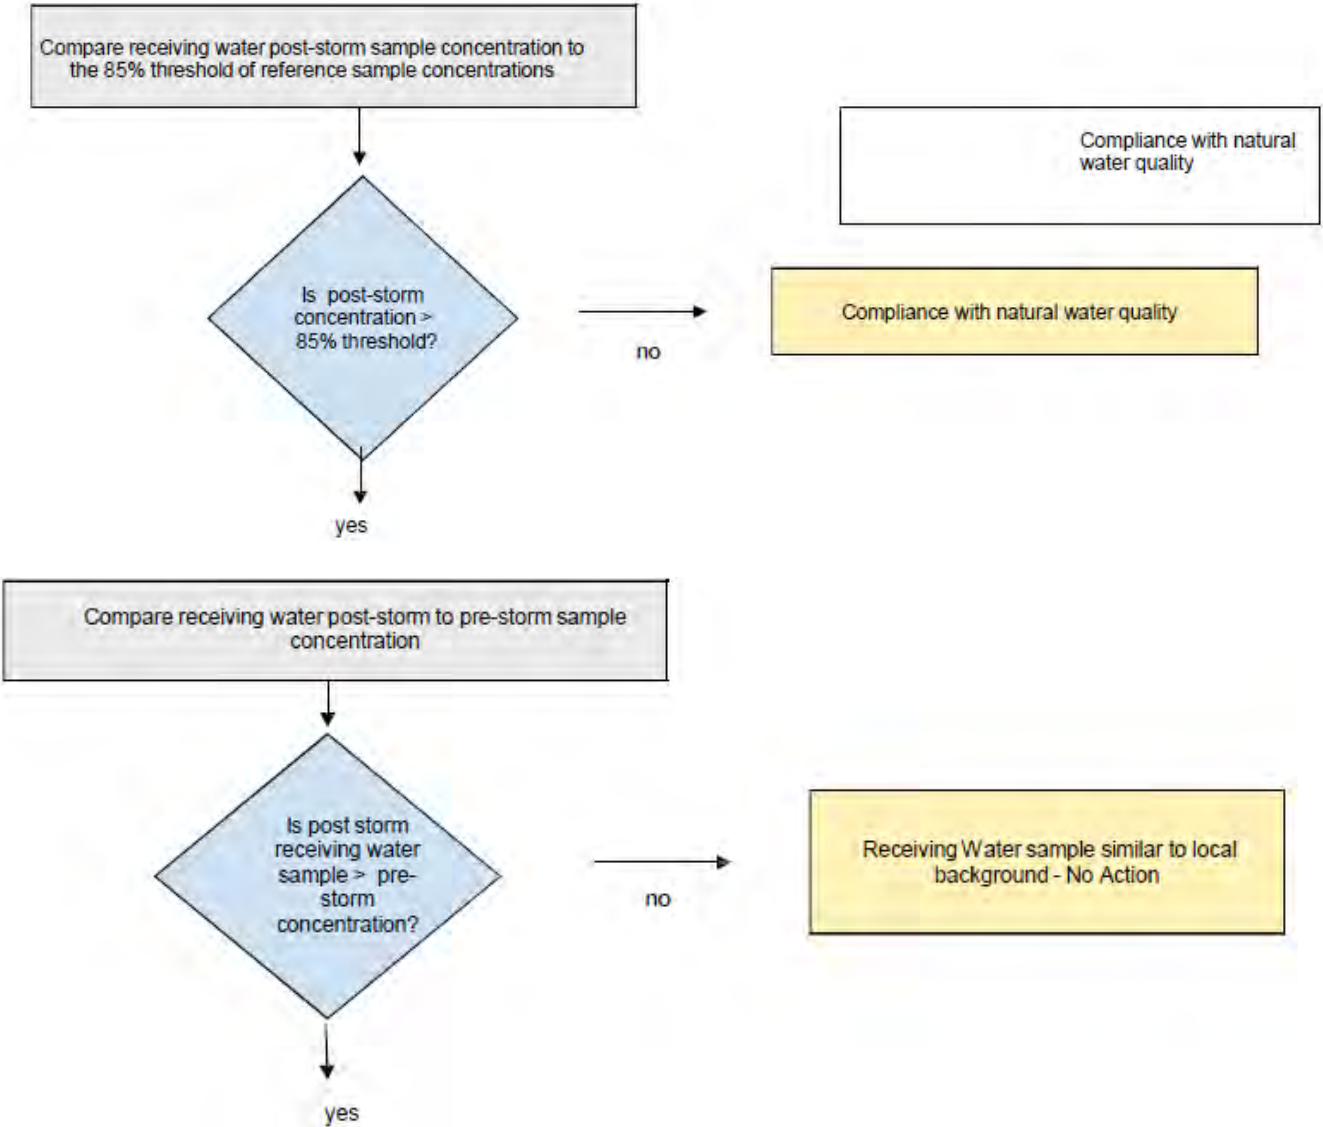 Compare receiving water post-storm sample concentration to
the 85% threshold of reference sample concentrations
Compliance with natural
water quality
Is post-storm
concentration >
85% threshold?
no
Compliance with natural water quality
yes
Compare receiving water post-storm to pre-storm sample
concentration
Is post storm
receiving water
sample > pre-
storm
concentration?
no
Receiving Water sample similar to local
background - No Action
yes